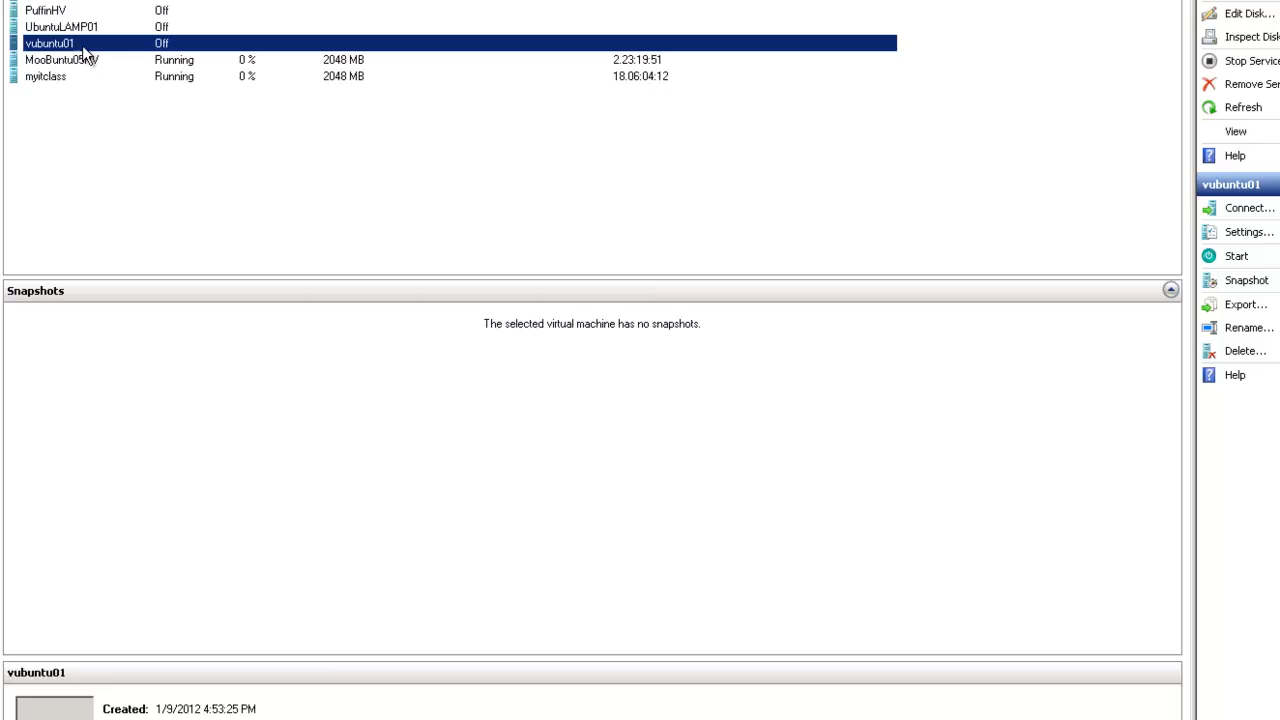 PuffinHV Off
UbuntuLAMP01 Off
vubuntu01 Off
MooBuntu05HV Running 0 % 2048 MB 2.23:19:51
myitclass Running 0 % 2048 MB 18.06:04:12
Snapshots
The selected virtual machine has no snapshots.
vubuntu01
Created: 1/9/2012 4:53:25 PM
Edit Disk...
Inspect Disk
Stop Service
Remove Ser
Refresh
View
Help
vubuntu01
Connect...
Settings...
Start
Snapshot
Export...
Rename...
Delete...
Help